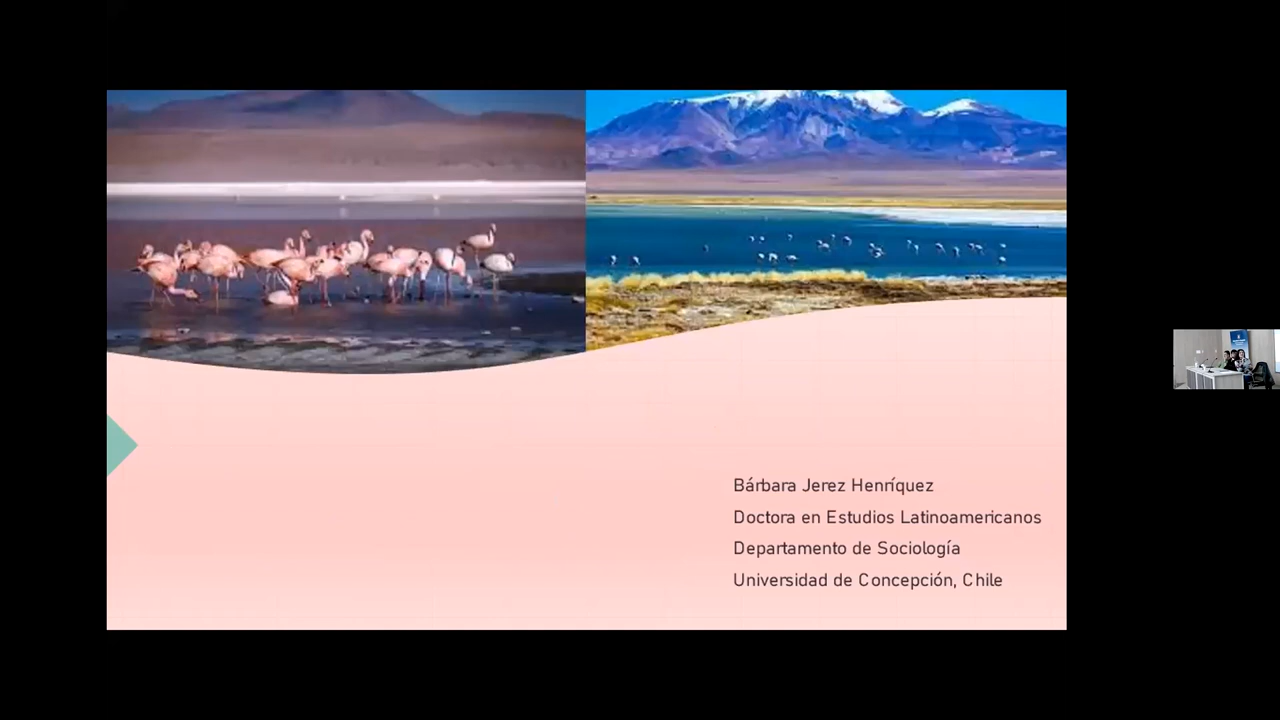 Bárbara Jerez Henríquez
Doctora en Estudios Latinoamericanos
Departamento de Sociología
Universidad de Concepción, Chile